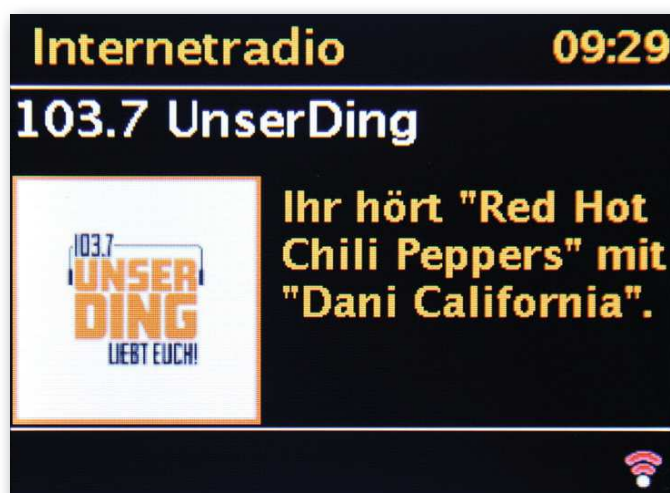 Internetradio 09:29
103.7 UnserDing
103.7
UNSER
DING
LIEBT EUCH!
Ihr hört "Red Hot
Chili Peppers" mit
"Dani California".